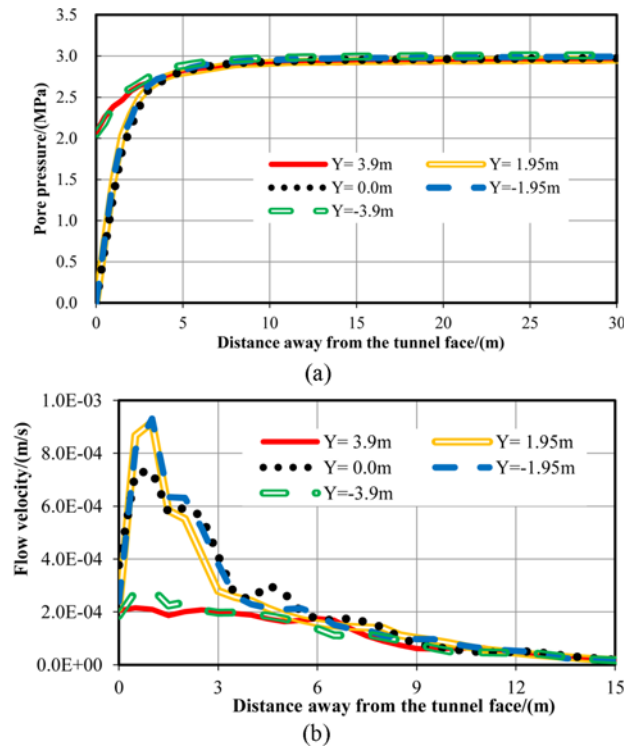 (a)
3.5
3.0
2.5
2.0
1.5
1.0
0.5
0.0
Pore pressure/(MPa)
Y= 3.9m
Y= 1.95m
Y= 0.0m
Y=-1.95m
Y=-3.9m
0 5 10 15 20 25 30
Distance away from the tunnel face/(m)
(a)
1.0E-03
8.0E-04
6.0E-04
4.0E-04
2.0E-04
0.0E+00
Flow velocity/(m/s)
Y= 3.9m
Y= 1.95m
Y= 0.0m
Y=-1.95m
Y=-3.9m
0 3 6 9 12 15
Distance away from the tunnel face/(m)
(b)